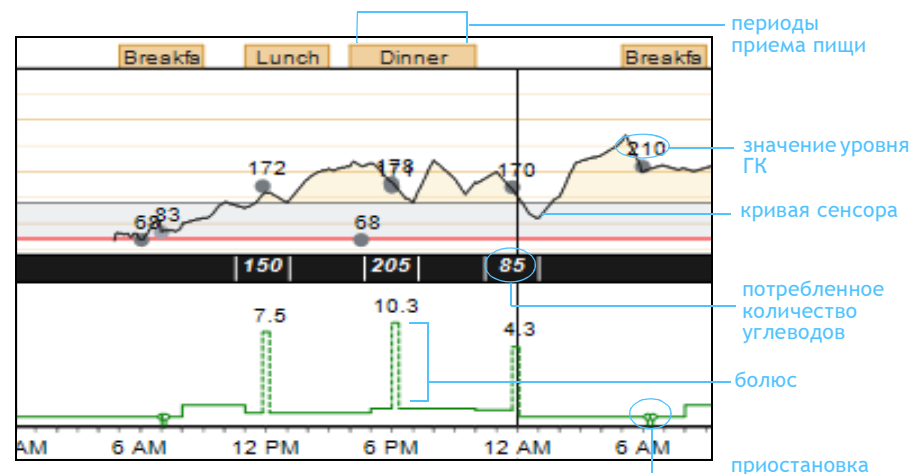 периоды
приема пищи
Breakfa Lunch Dinner Breakfa
172 170 210
68 83
68
значение уровня
ГК
кривая сенсора
150 205 85
потребленное
количество
углеводов
7.5 10.3 4.3
болюс
AM 6 AM 12 PM 6 PM 12 AM 6 AM
приостановка